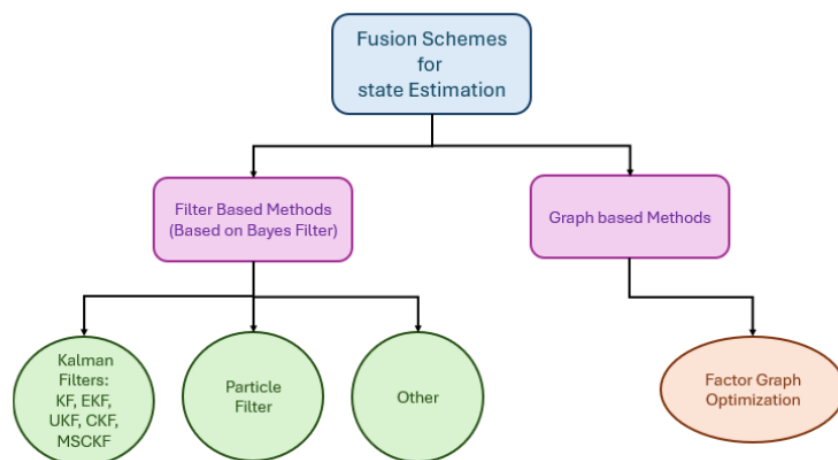 Fusion Schemes
for
state Estimation
Filter Based Methods
(Based on Bayes Filter)
Graph based Methods
Kalman
Filters:
KF, EKF,
UKF, CKF,
MSCKF
Particle
Filter
Other
Factor Graph
Optimization